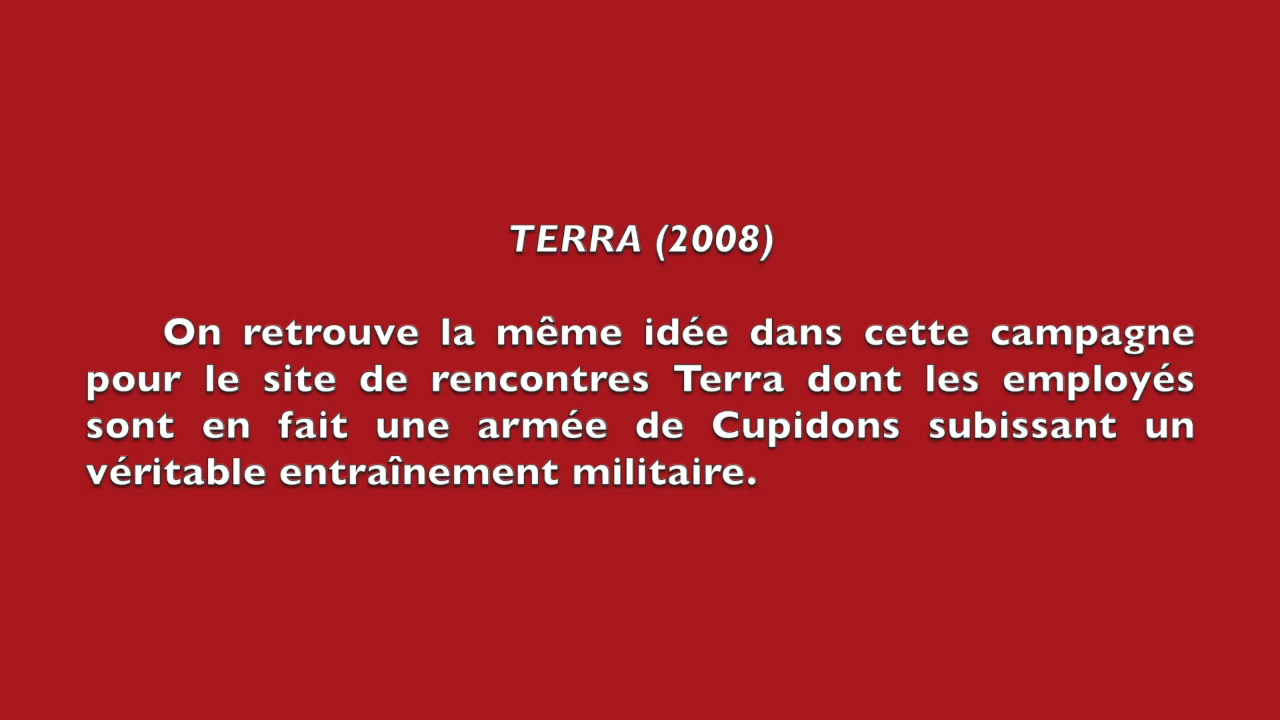 TERRA (2008)
On retrouve la même idée dans cette campagne
pour le site de rencontres Terra dont les employés
sont en fait une armée de Cupidons subissant un
véritable entraînement militaire.